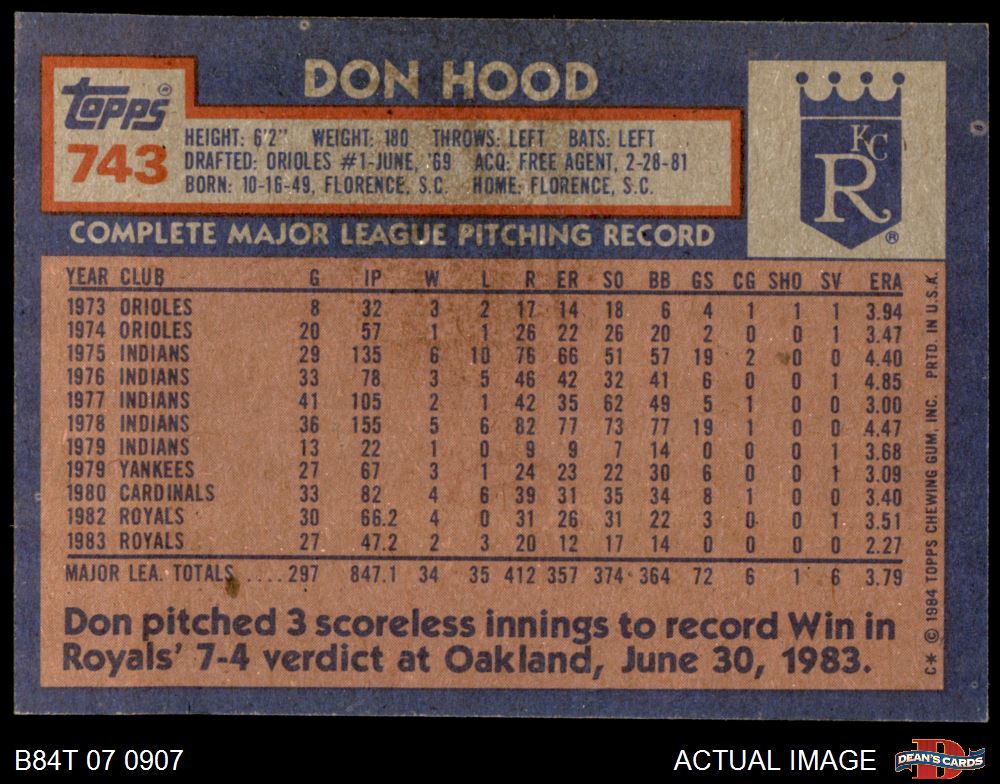 DON HOOD
Topps®
743
HEIGHT: 6'2" WEIGHT: 180 THROWS: LEFT BATS: LEFT
DRAFTED: ORIOLES #1-JUNE, '69 ACQ: FREE AGENT, 2-28-81
BORN: 10-16-49, FLORENCE, S.C. HOME: FLORENCE, S.C.
KC
R
®
COMPLETE MAJOR LEAGUE PITCHING RECORD
YEAR CLUB G IP W L R ER SO BB GS CG SHO SV ERA
1973 ORIOLES 8 32 3 2 17 14 18 6 4 1 1 1 3.94
1974 ORIOLES 20 57 1 1 26 22 26 20 2 0 0 1 3.47
1975 INDIANS 29 135 6 10 76 66 51 57 19 2 0 0 4.40
1976 INDIANS 33 78 3 5 46 42 32 41 6 0 0 1 4.85
1977 INDIANS 41 105 2 1 42 35 62 49 5 1 0 0 3.00
1978 INDIANS 36 155 5 6 82 77 73 77 19 1 0 0 4.47
1979 INDIANS 13 22 1 0 9 9 7 14 0 0 0 1 3.68
1979 YANKEES 27 67 3 1 24 23 22 30 6 0 0 1 3.09
1980 CARDINALS 33 82 4 6 39 31 35 34 8 1 0 0 3.40
1982 ROYALS 30 66.2 4 0 31 26 31 22 3 0 0 1 3.51
1983 ROYALS 27 47.2 2 3 20 12 17 14 0 0 0 0 2.27
MAJOR LEA. TOTALS ....297 847.1 34 35 412 357 374 364 72 6 1 6 3.79
Don pitched 3 scoreless innings to record Win in
Royals' 7-4 verdict at Oakland, June 30, 1983.
C* © 1984 TOPPS CHEWING GUM, INC. PRTD. IN U.S.A.
B84T 07 0907
ACTUAL IMAGE
D
DEAN'S CARDS